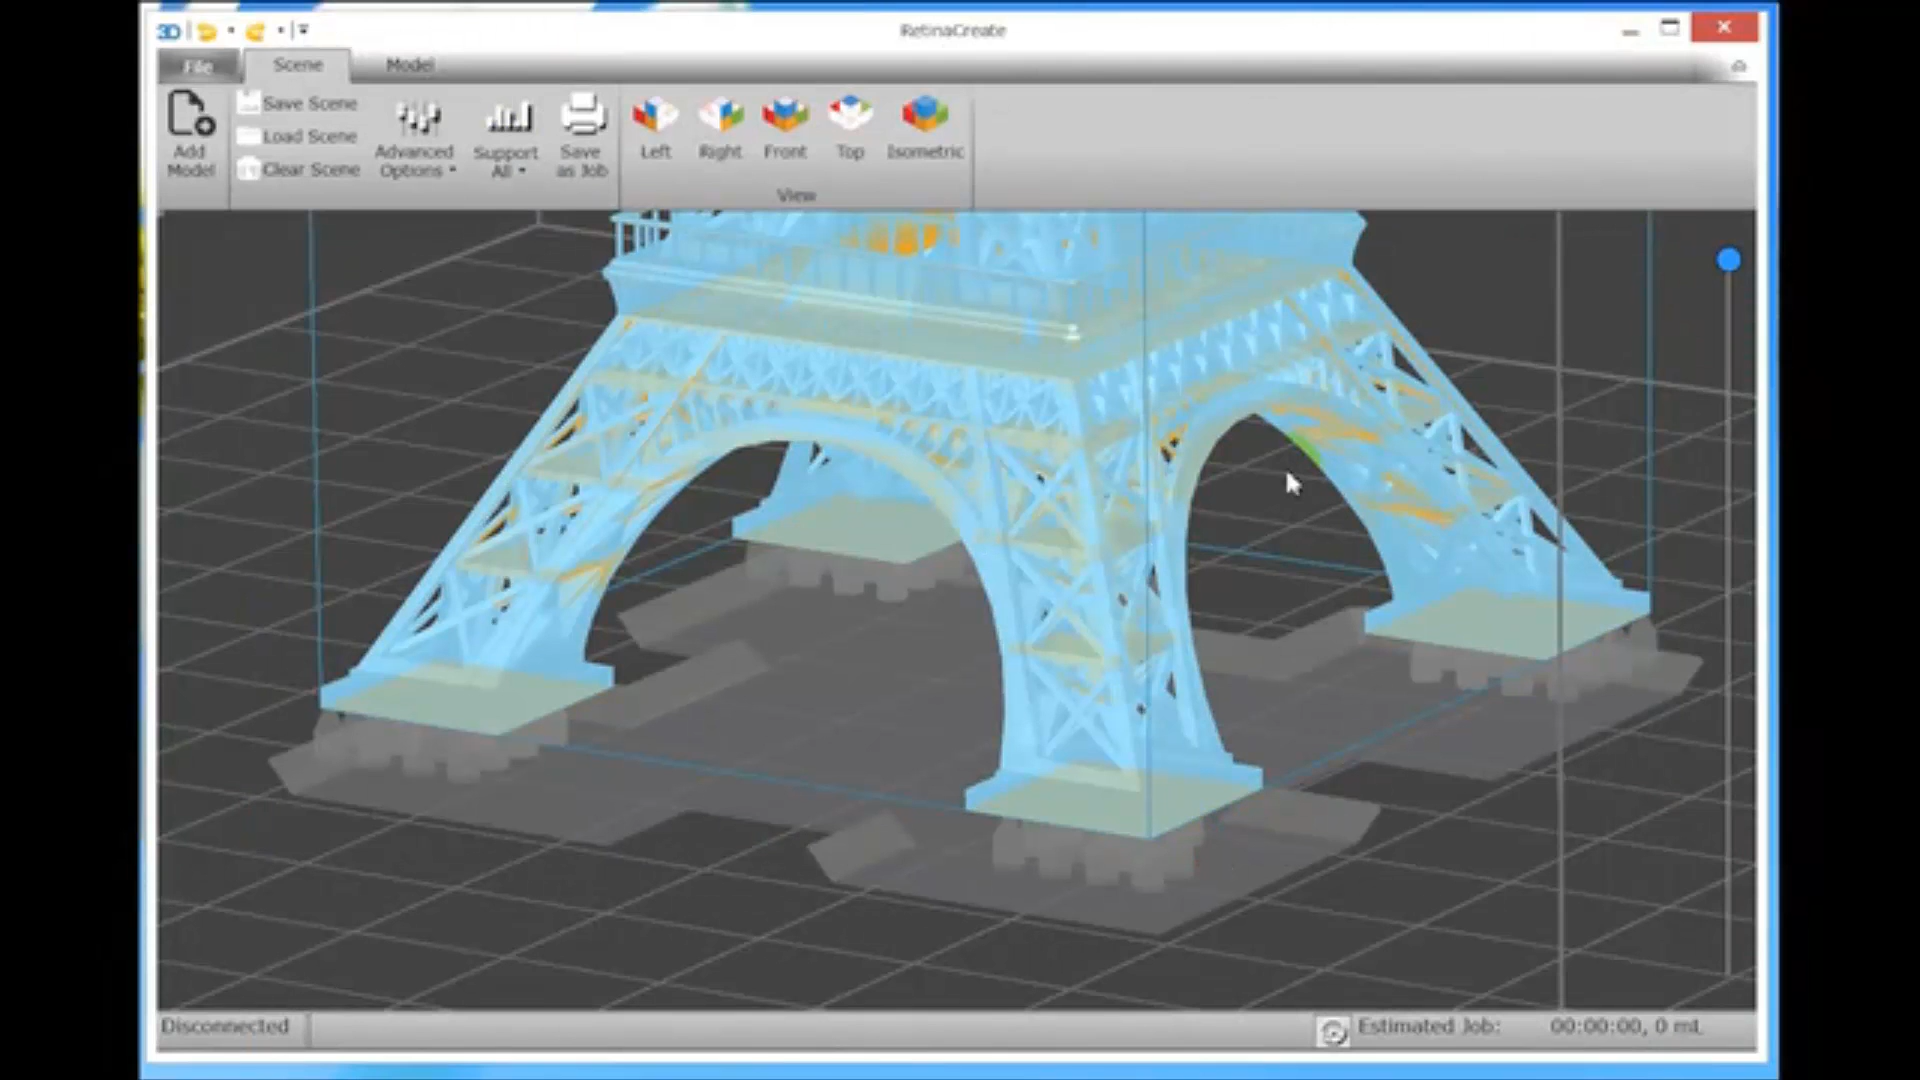 3D
RetinaCreate
File
Scene
Model
Add
Model
Save Scene
Load Scene
Clear Scene
Advanced
Options
Support
All
Save
as Job
Left
Right
Front
Top
Isometric
View
Disconnected
Estimated Job: 00:00:00, 0 mL